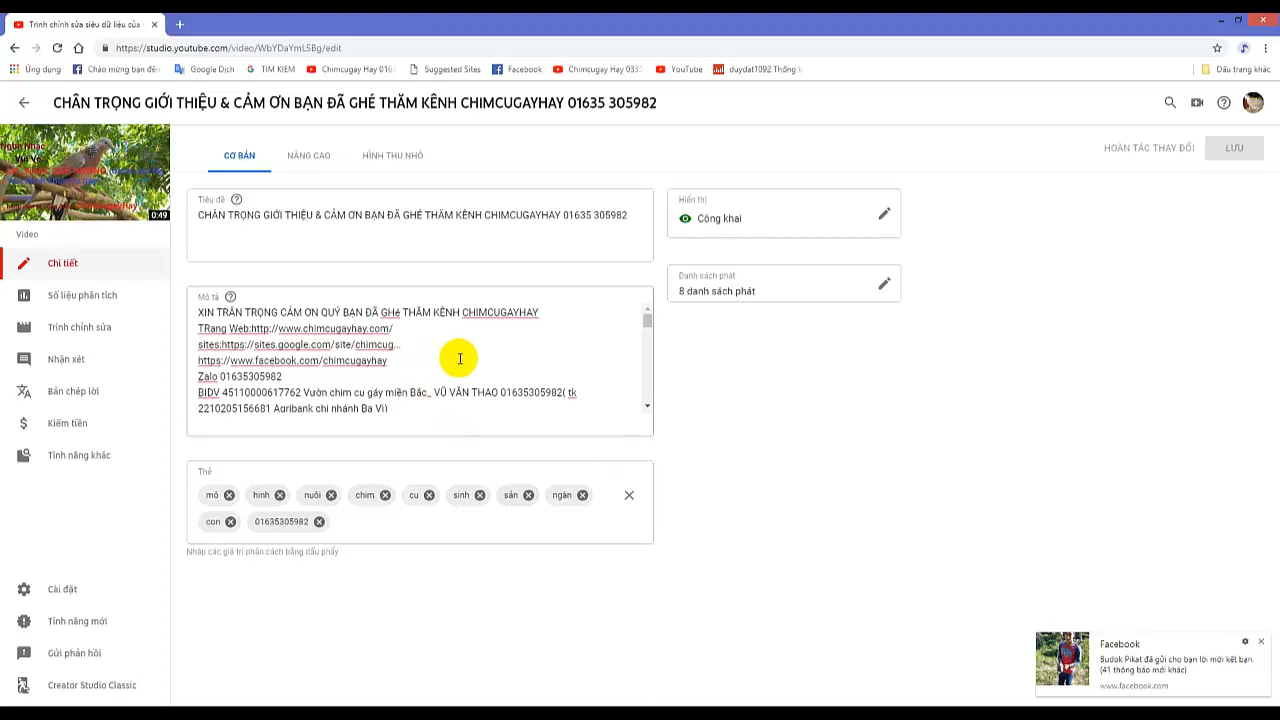 Trình chỉnh sửa siêu dữ liệu của
https://studio.youtube.com/video/WbYDaYmL5Bg/edit
Ứng dụng
Chào mừng bạn đến
Google Dịch
TIM KIEM
Chimcugay Hay 0163
Suggested Sites
Facebook
Chimcugay Hay 033
YouTube
duydat1092 Thống k
Dấu trang khác
CHÂN TRỌNG GIỚI THIỆU & CẢM ƠN BẠN ĐÃ GHÉ THĂM KÊNH CHIMCUGAYHAY 01635 305982
0:49
Video
Chi tiết
Số liệu phân tích
Trình chỉnh sửa
Nhận xét
Bản chép lời
Kiếm tiền
Tính năng khác
Cài đặt
Tính năng mới
Gửi phản hồi
Creator Studio Classic
CƠ BẢN
NÂNG CAO
HÌNH THU NHỎ
HOÀN TÁC THAY ĐỔI
LƯU
Tiêu đề
CHÂN TRỌNG GIỚI THIỆU & CẢM ƠN BẠN ĐÃ GHÉ THĂM KÊNH CHIMCUGAYHAY 01635 305982
Hiển thị
Công khai
Danh sách phát
8 danh sách phát
Mô tả
XIN TRÂN TRỌNG CẢM ƠN QUÝ BẠN ĐÃ GHé THĂM KÊNH CHIMCUGAYHAY
TRang Web:http://www.chimcugayhay.com/
sites:https://sites.google.com/site/chimcug...
https://www.facebook.com/chimcugayhay
Zalo 01635305982
BIDV 45110000617762 Vườn chim cu gáy miền Bắc_ VŨ VĂN THAO 01635305982( tk
2210205156681 Agribank chi nhánh Ba Vì)
Thẻ
mô
hình
nuôi
chim
cu
sinh
sản
ngàn
con
01635305982
Nhập các giá trị phân cách bằng dấu phẩy
Facebook
Budok Pikat đã gửi cho bạn lời mời kết bạn.
(41 thông báo mới khác)
www.facebook.com